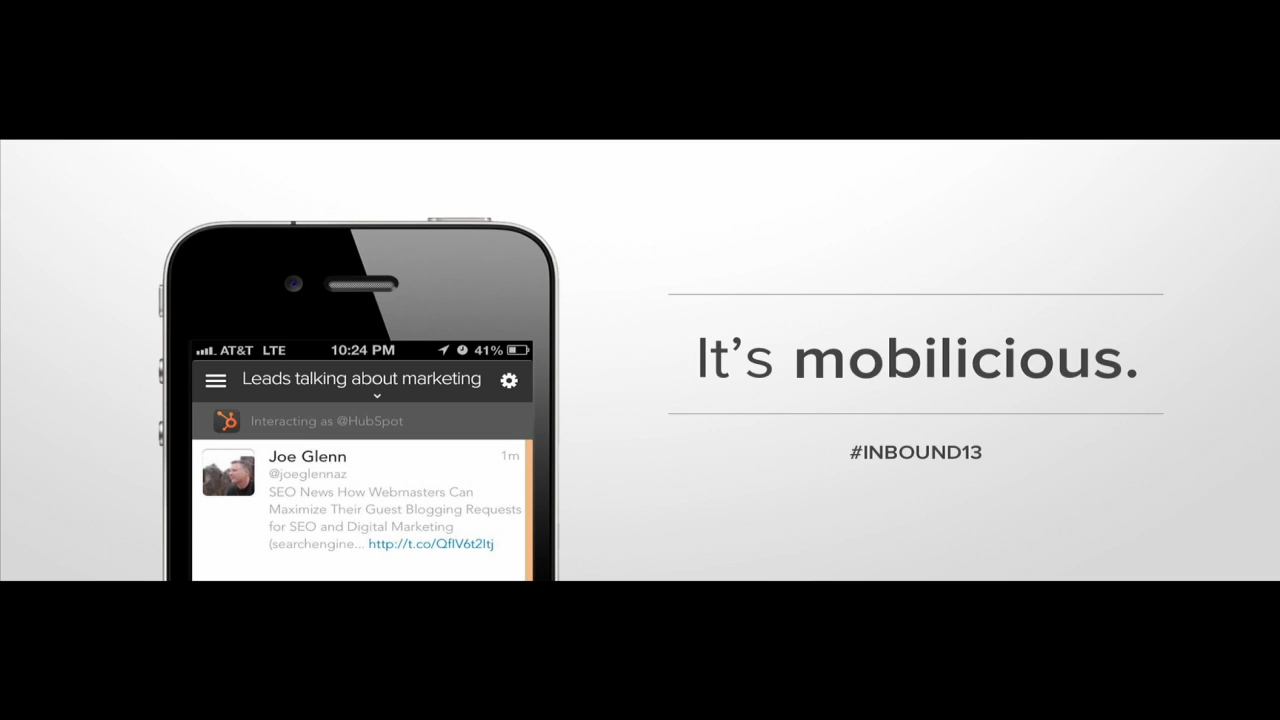 AT&T LTE 10:24 PM 41%
Leads talking about marketing
Interacting as @HubSpot
Joe Glenn 1m
@joeglennaz
SEO News How Webmasters Can
Maximize Their Guest Blogging Requests
for SEO and Digital Marketing
(searchengine... http://t.co/QflV6t2ltj
It's mobilicious.
#INBOUND13